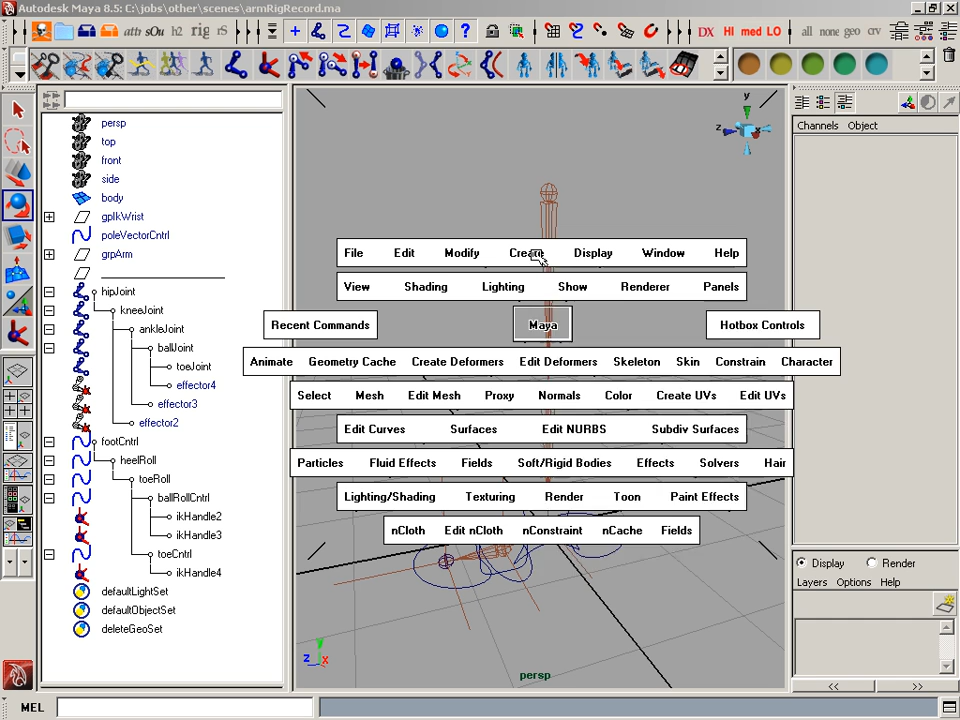 Autodesk Maya 8.5: C:\jobs\other\scenes\armRigRecord.ma
attr sOu h2 rig rS
DX HI med LO all none geo crv
persp
top
front
side
body
gpIkWrist
poleVectorCntrl
grpArm
hipJoint
kneeJoint
ankleJoint
ballJoint
toeJoint
effector4
effector3
effector2
footCntrl
heelRoll
toeRoll
ballRollCntrl
ikHandle2
ikHandle3
toeCntrl
ikHandle4
defaultLightSet
defaultObjectSet
deleteGeoSet
y
z
File Edit Modify Create Display Window Help
View Shading Lighting Show Renderer Panels
Recent Commands Maya Hotbox Controls
Animate Geometry Cache Create Deformers Edit Deformers Skeleton Skin Constrain Character
Select Mesh Edit Mesh Proxy Normals Color Create UVs Edit UVs
Edit Curves Surfaces Edit NURBS Subdiv Surfaces
Particles Fluid Effects Fields Soft/Rigid Bodies Effects Solvers Hair
Lighting/Shading Texturing Render Toon Paint Effects
nCloth Edit nCloth nConstraint nCache Fields
y
z x
persp
Channels Object
Display Render
Layers Options Help
<< >>
MEL